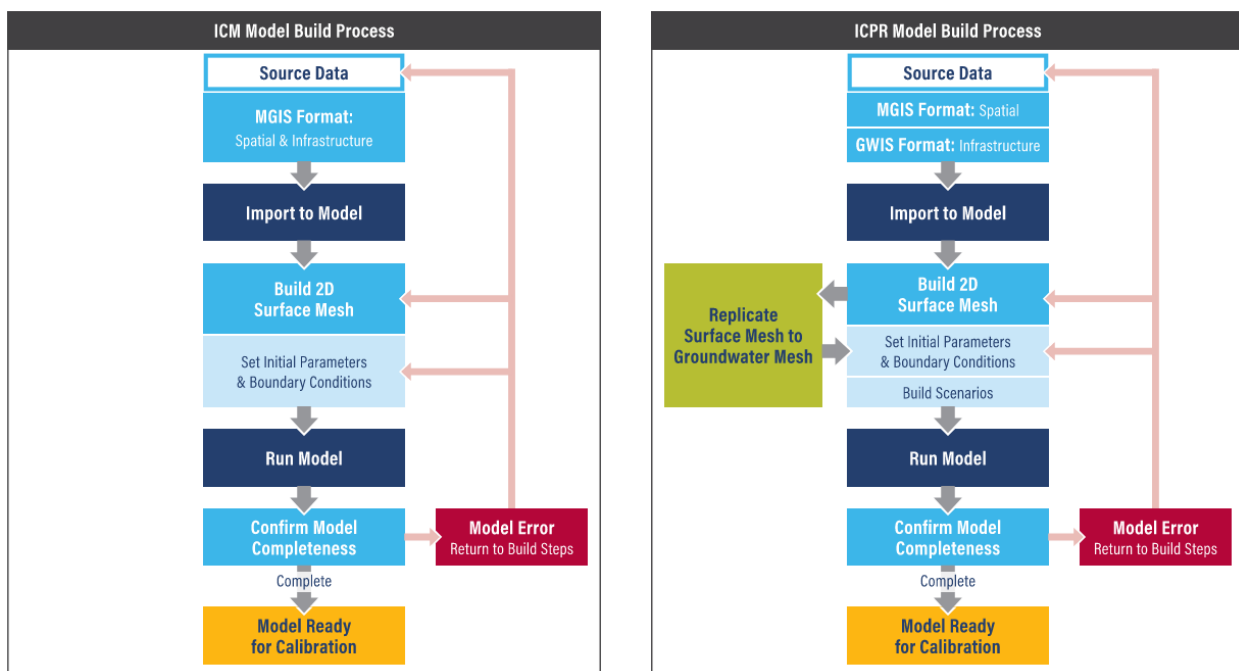 ICM Model Build Process
Source Data
MGIS Format:
Spatial & Infrastructure
Import to Model
Build 2D
Surface Mesh
Set Initial Parameters
& Boundary Conditions
Run Model
Confirm Model
Completeness
Model Error
Return to Build Steps
Complete
Model Ready
for Calibration
ICPR Model Build Process
Source Data
MGIS Format: Spatial
GWIS Format: Infrastructure
Import to Model
Build 2D
Surface Mesh
Replicate
Surface Mesh to
Groundwater Mesh
Set Initial Parameters
& Boundary Conditions
Build Scenarios
Run Model
Confirm Model
Completeness
Model Error
Return to Build Steps
Complete
Model Ready
for Calibration